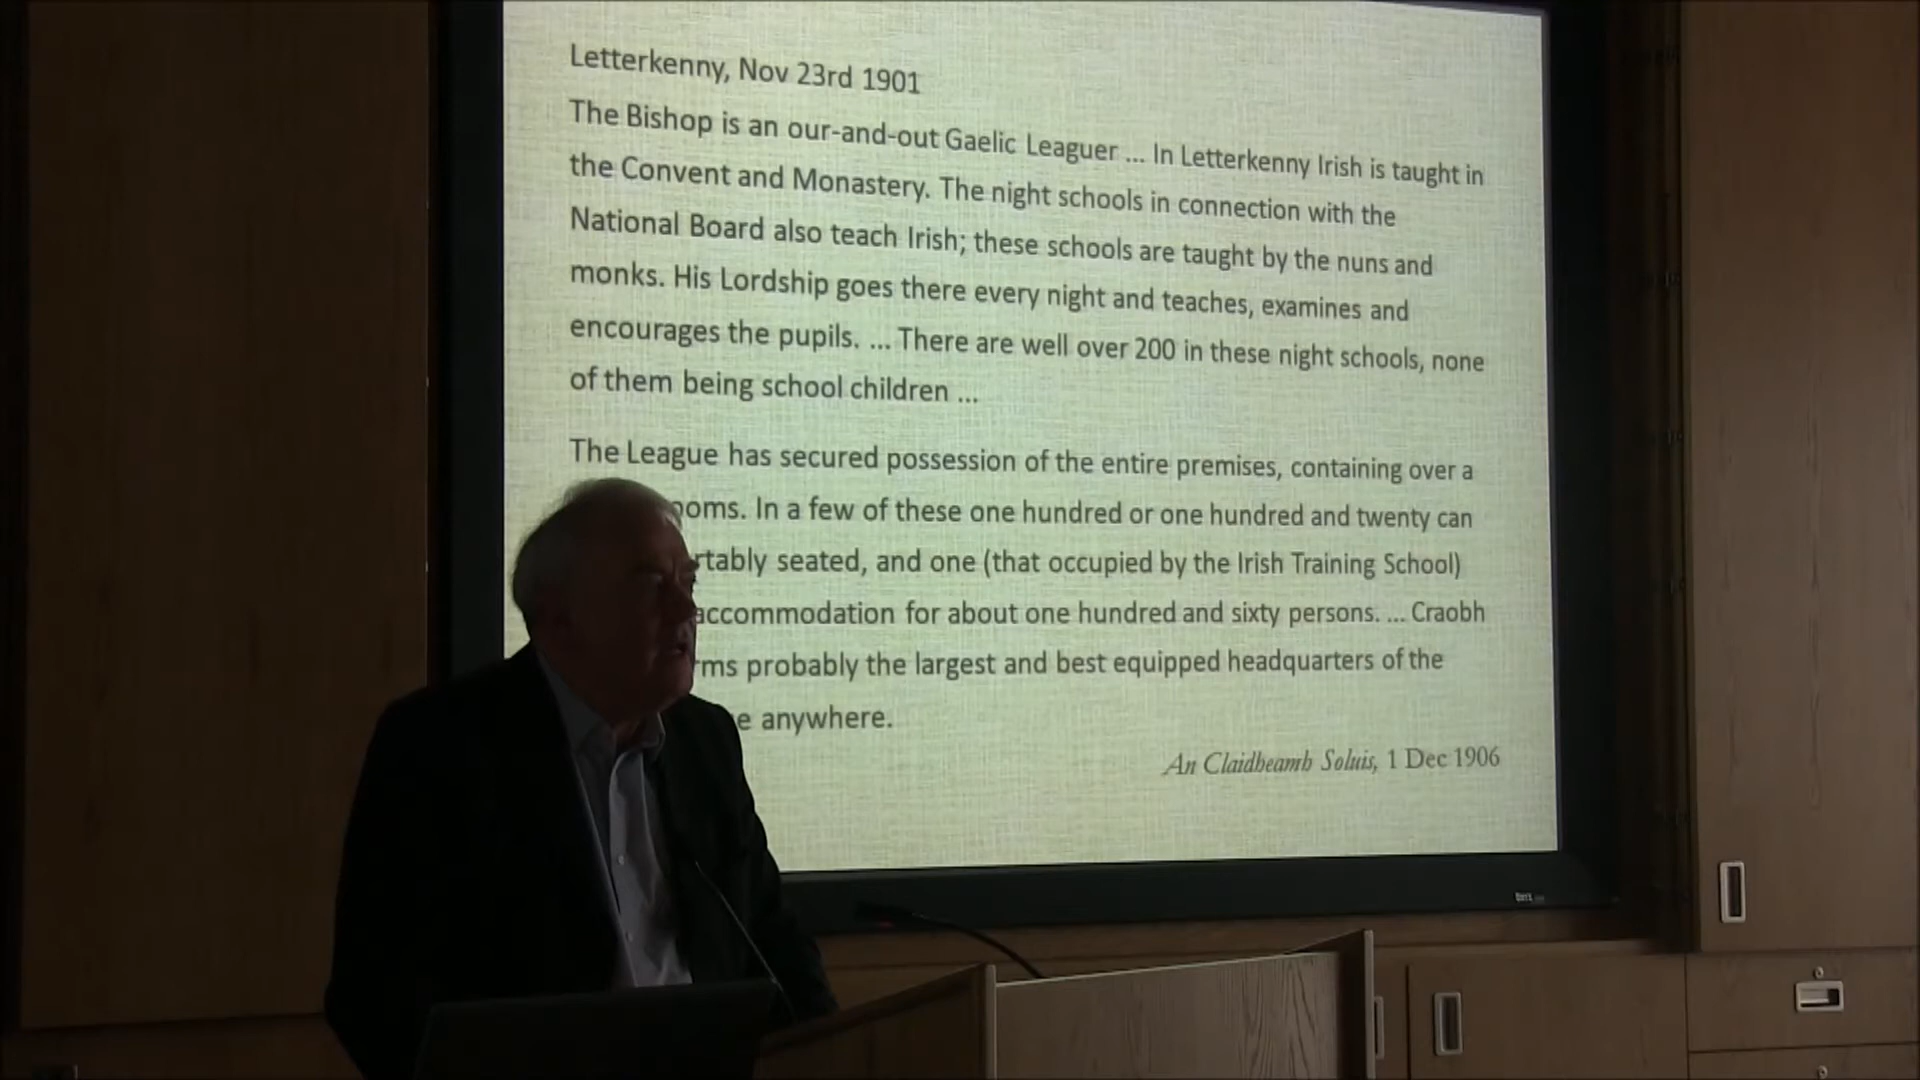 Letterkenny, Nov 23rd 1901
The Bishop is an our-and-out Gaelic Leaguer ... In Letterkenny Irish is taught in
the Convent and Monastery. The night schools in connection with the
National Board also teach Irish; these schools are taught by the nuns and
monks. His Lordship goes there every night and teaches, examines and
encourages the pupils. ... There are well over 200 in these night schools, none
of them being school children ...
The League has secured possession of the entire premises, containing over a
ooms. In a few of these one hundred or one hundred and twenty can
rtably seated, and one (that occupied by the Irish Training School)
accommodation for about one hundred and sixty persons. ... Craobh
ms probably the largest and best equipped headquarters of the
e anywhere.
An Claidheamh Soluis, 1 Dec 1906